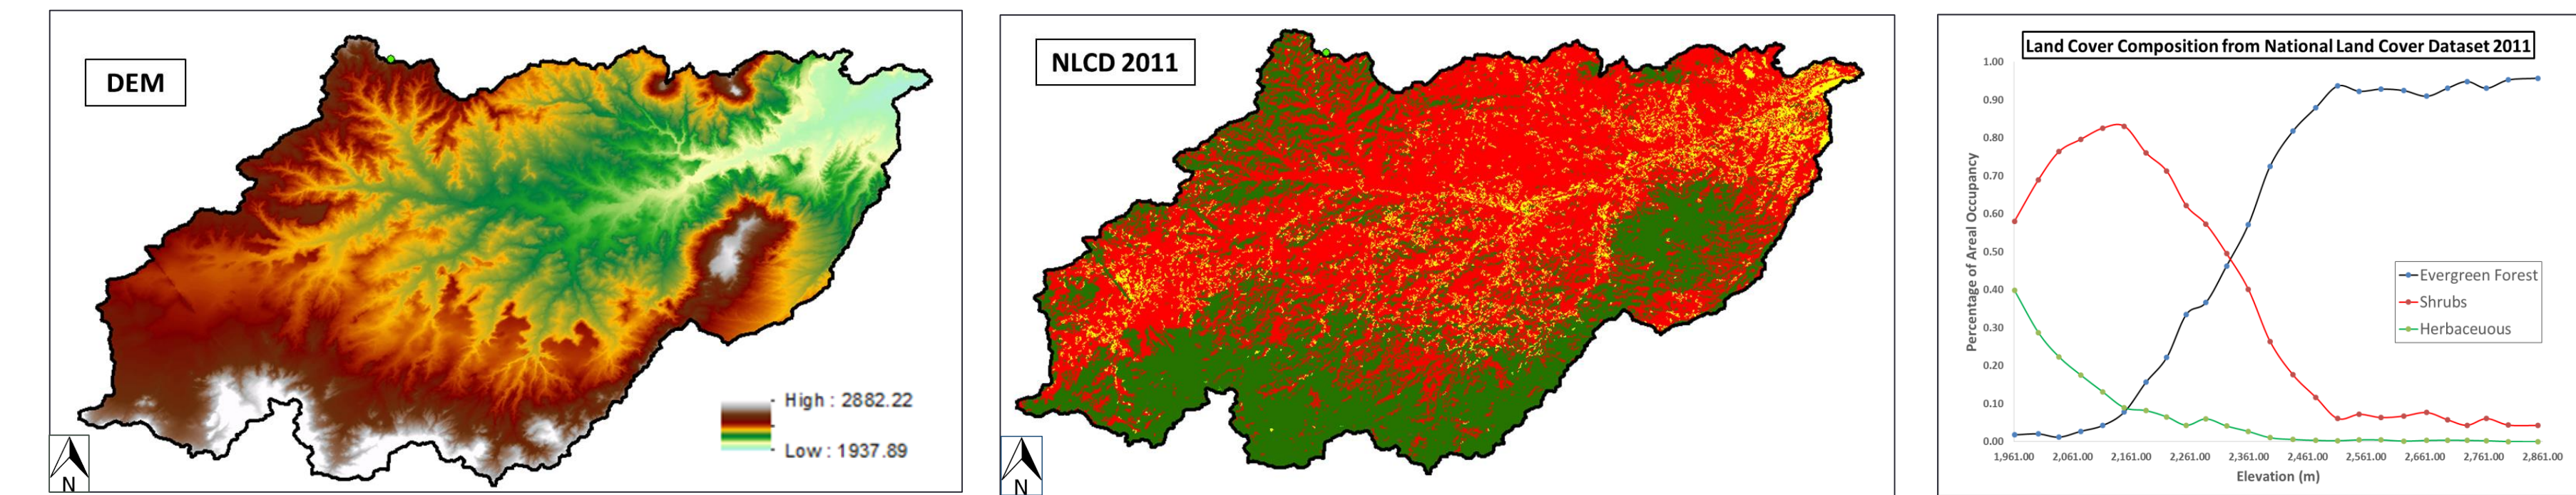 DEM
High : 2882.22
Low : 1937.89
N
NLCD 2011
N
Land Cover Composition from National Land Cover Dataset 2011
Percentage of Areal Occupancy
1.00
0.90
0.80
0.70
0.60
0.50
0.40
0.30
0.20
0.10
0.00
Evergreen Forest
Shrubs
Herbaceuous
1,961.00 2,061.00 2,161.00 2,261.00 2,361.00 2,461.00 2,561.00 2,661.00 2,761.00 2,861.00
Elevation (m)